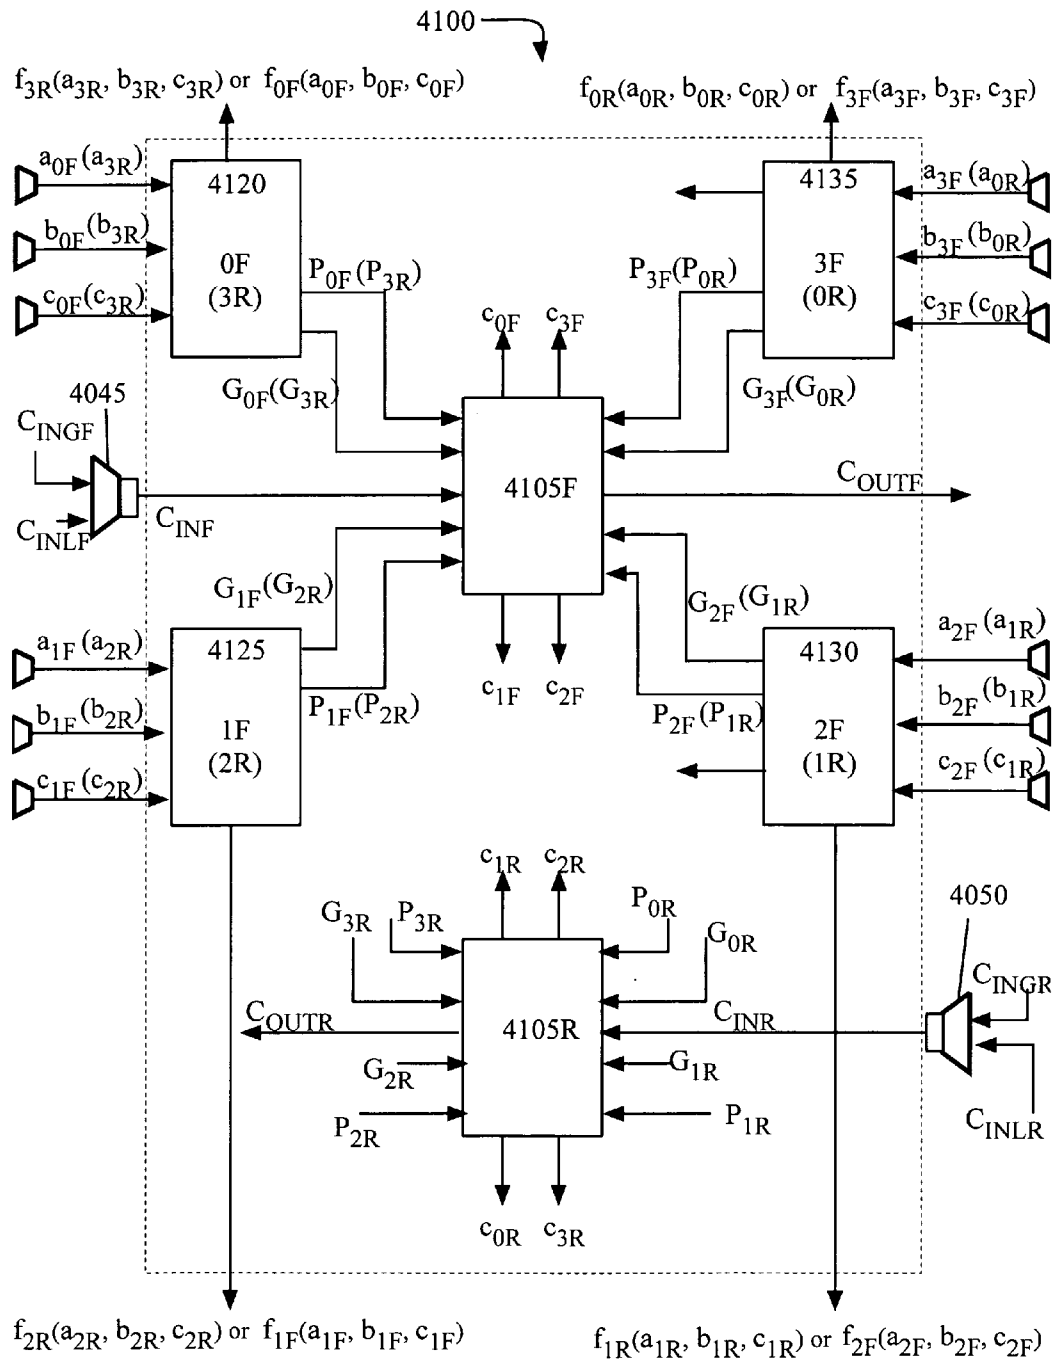 4100
f3R(a3R, b3R, c3R) or f0F(a0F, b0F, c0F)
f0R(a0R, b0R, c0R) or f3F(a3F, b3F, c3F)
a0F (a3R)
b0F (b3R)
c0F(c3R)
4120
0F
(3R)
4135
3F
(0R)
a3F (a0R)
b3F (b0R)
c3F (c0R)
P0F(P3R)
P3F(P0R)
c0F
c3F
G0F(G3R)
G3F(G0R)
4045
CINGF
CINLF
CINF
4105F
COUTF
G1F(G2R)
G2F (G1R)
a1F (a2R)
b1F (b2R)
c1F (c2R)
4125
1F
(2R)
P1F(P2R)
c1F
c2F
P2F (P1R)
4130
2F
(1R)
a2F (a1R)
b2F (b1R)
c2F (c1R)
c1R
c2R
G3R
P3R
P0R
G0R
4050
CINGR
CINLR
COUTR
4105R
CINR
G2R
G1R
P2R
P1R
c0R
c3R
f2R(a2R, b2R, c2R) or f1F(a1F, b1F, c1F)
f1R(a1R, b1R, c1R) or f2F(a2F, b2F, c2F)